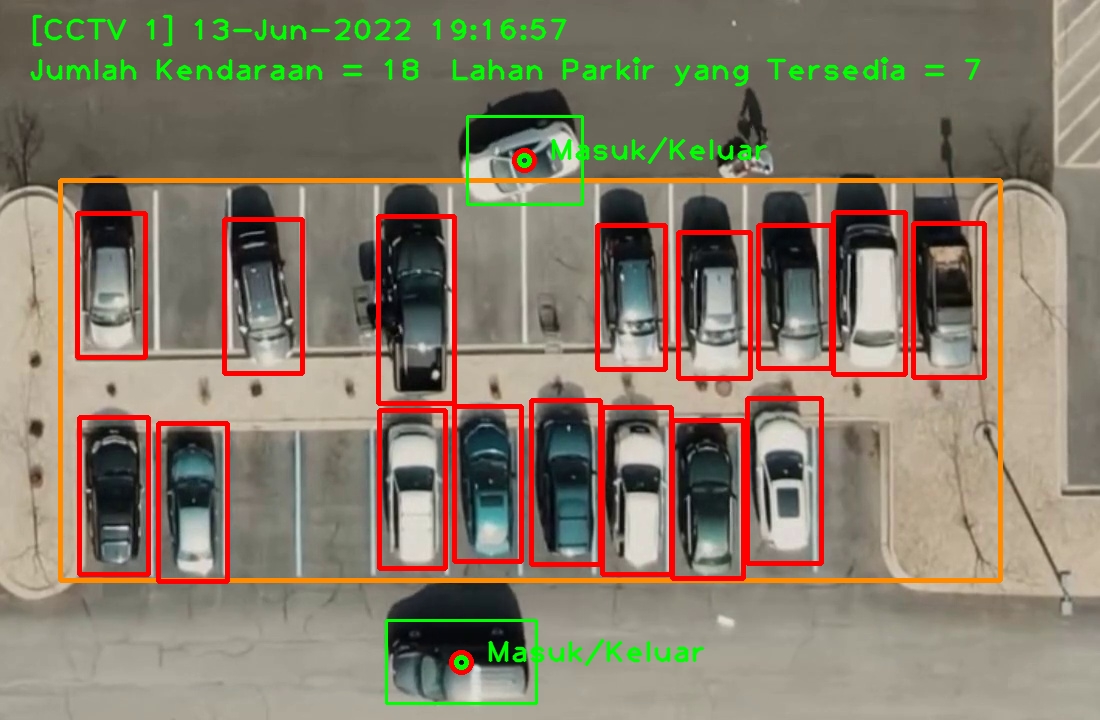 [CCTV 1] 13-Jun-2022 19:16:57
Jumlah Kendaraan = 18 Lahan Parkir yang Tersedia = 7
Masuk/Keluar
Masuk/Keluar